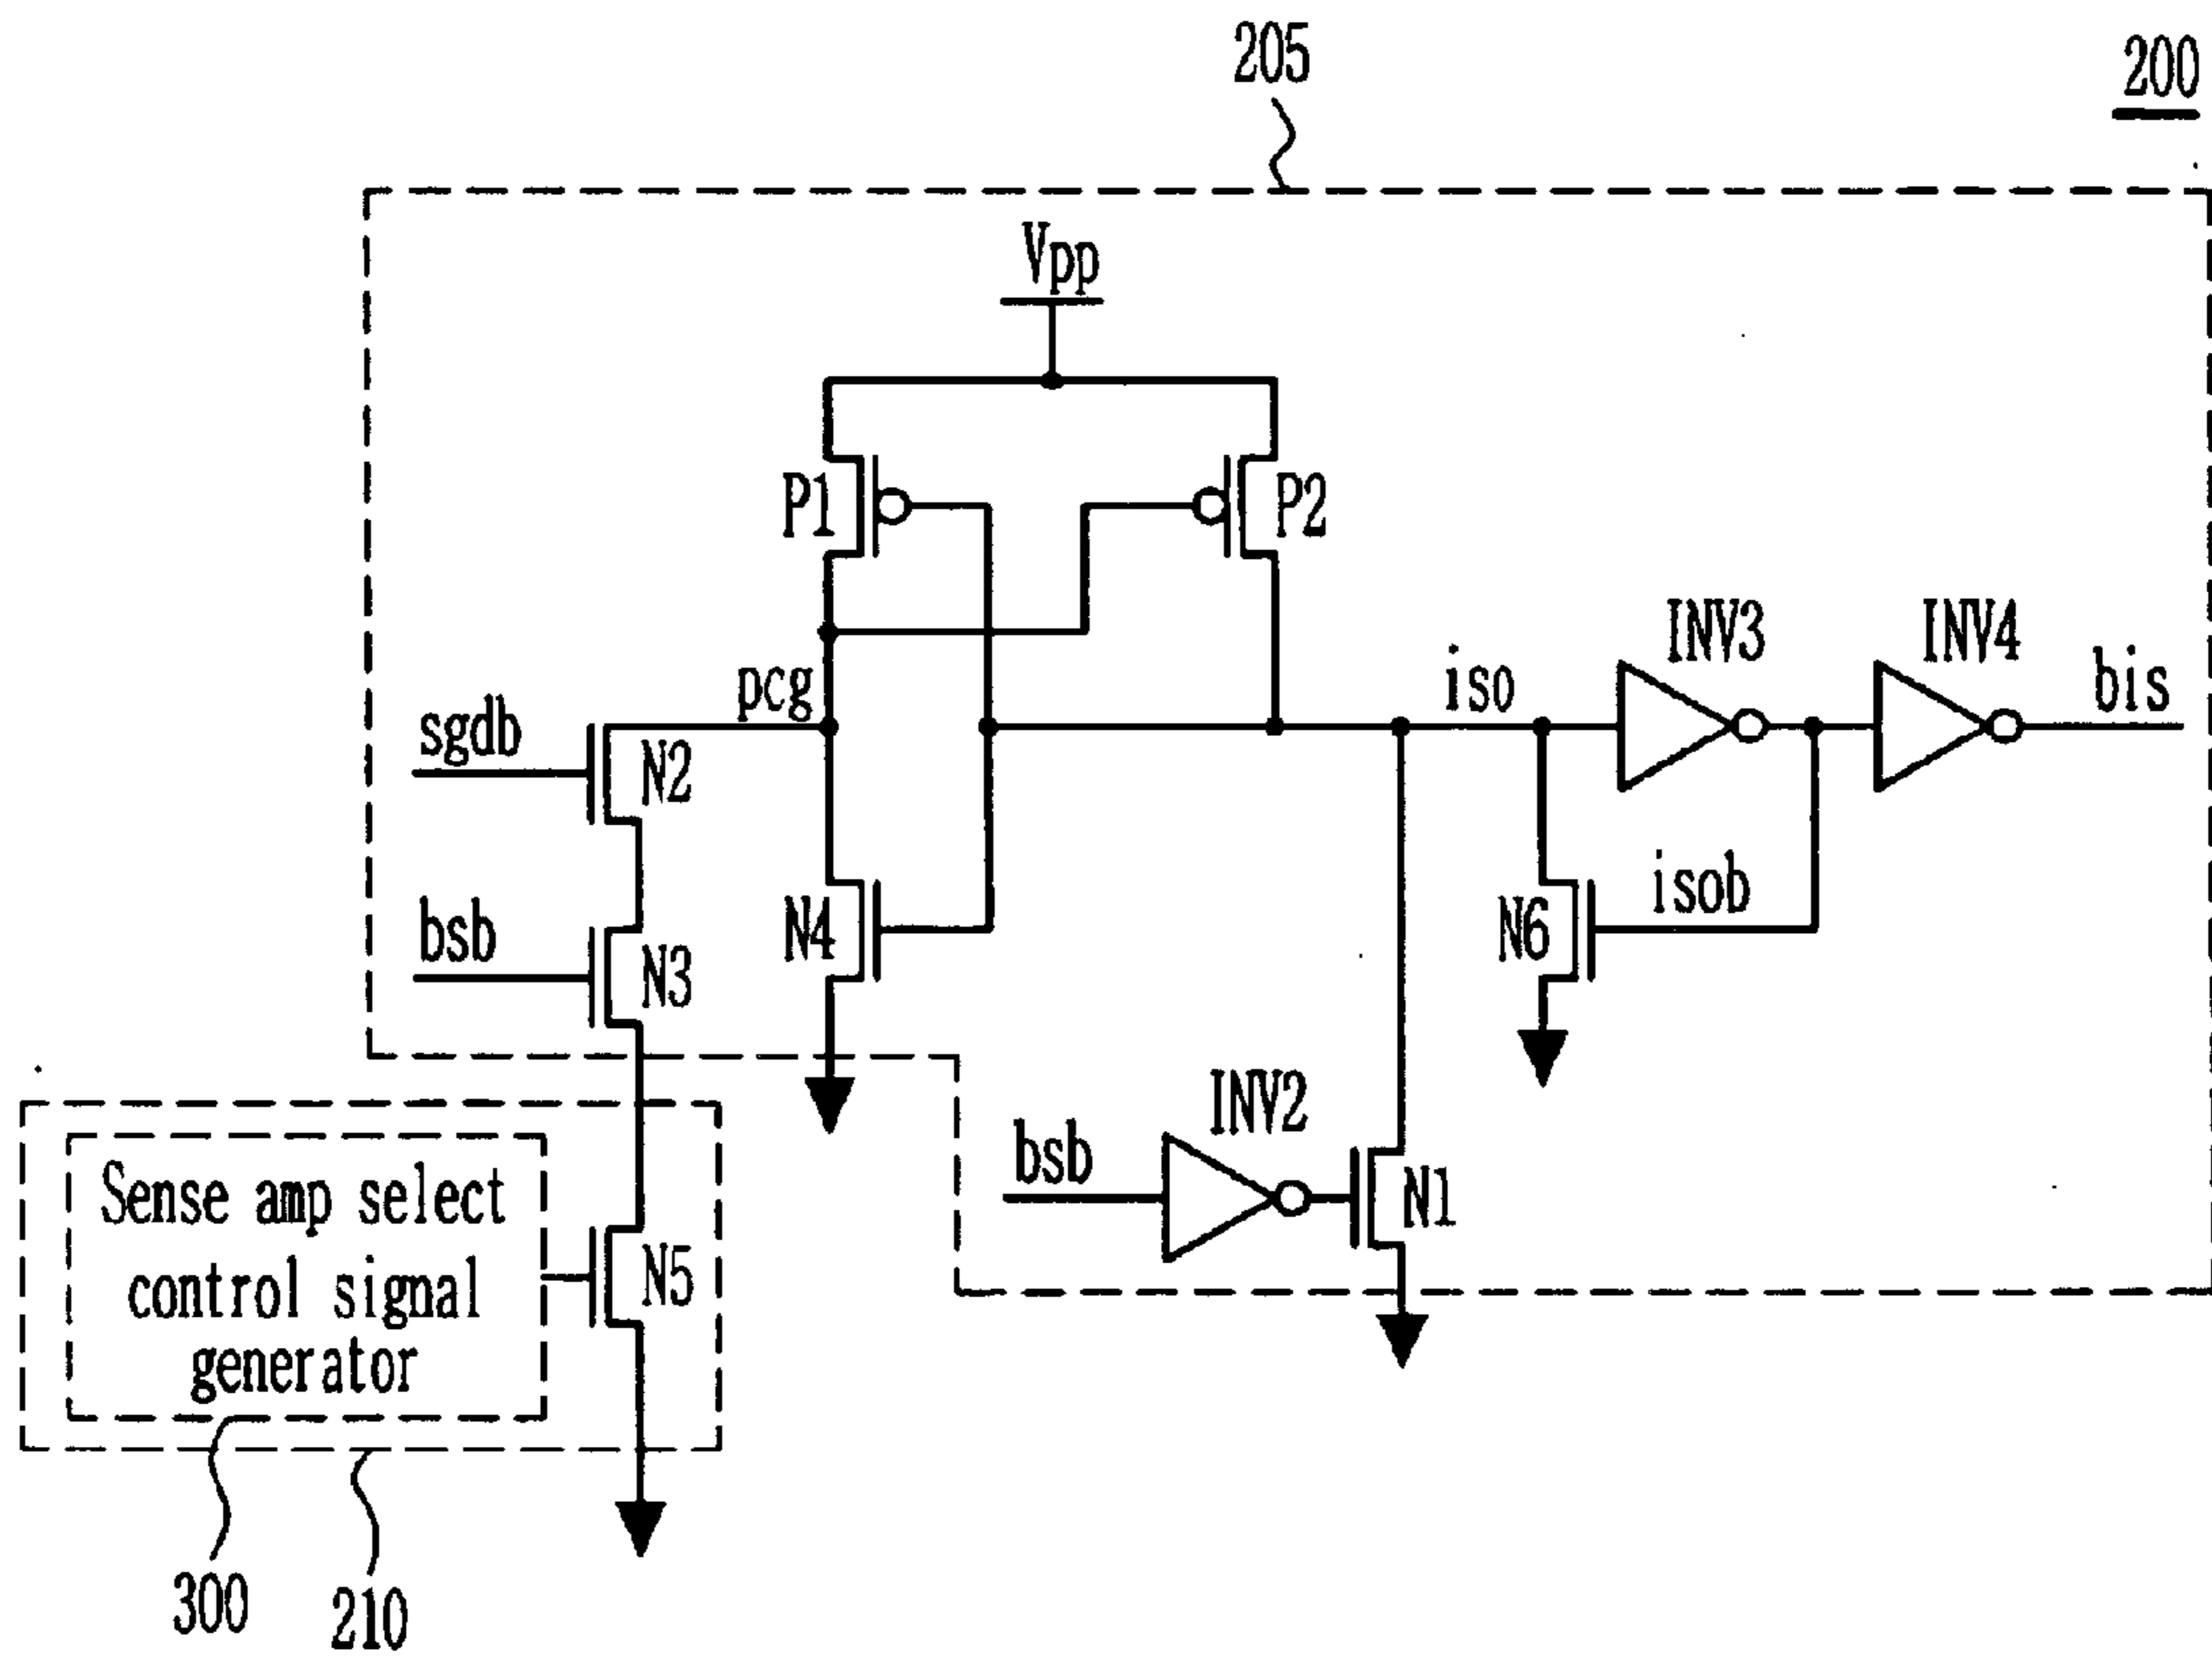 205
200
Vpp
P1
P2
INV3
INV4
iso
bis
pcg
sgdb
N2
isob
bsb
N4
N6
N3
INV2
bsb
N1
Sense amp select
control signal
generator
N5
300
210